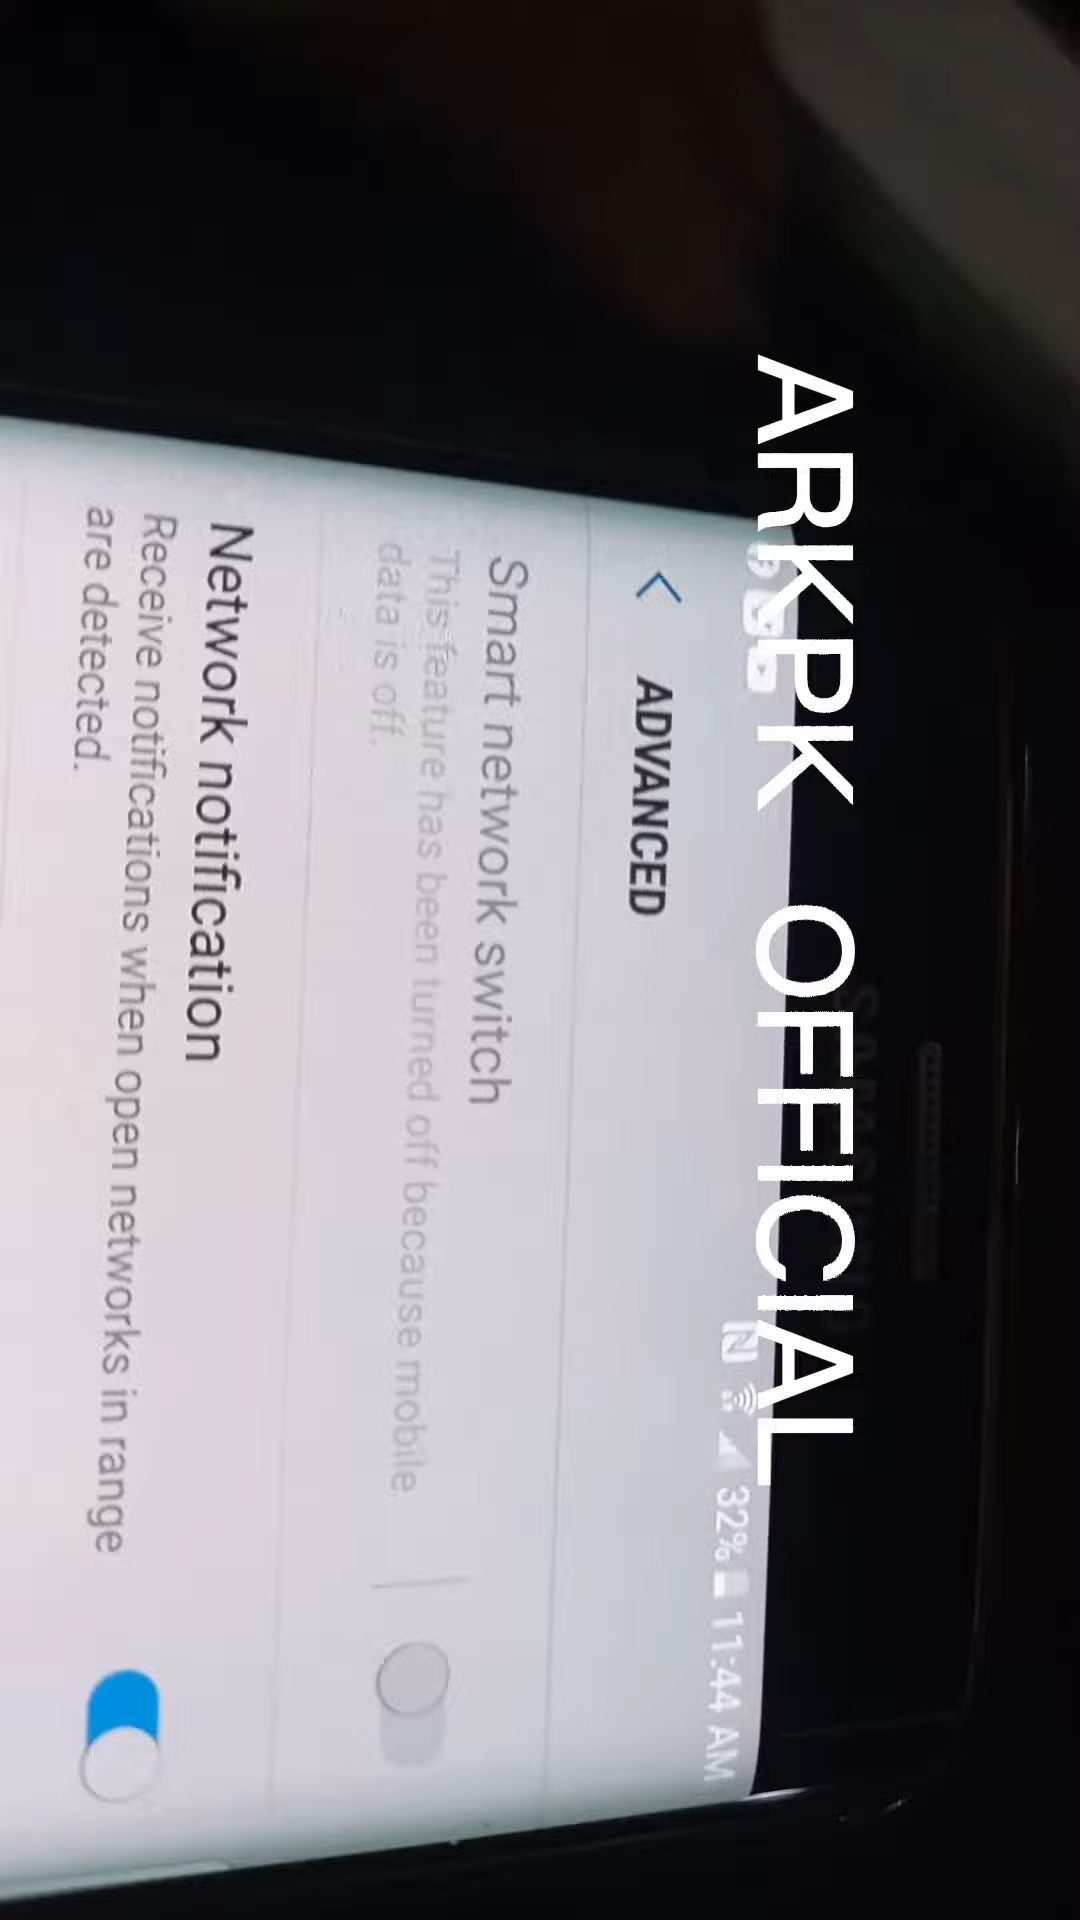 ARKPK OFFICIAL
32% 11:44 AM
ADVANCED
Smart network switch
This feature has been turned off because mobile
data is off.
Network notification
Receive notifications when open networks in range
are detected.